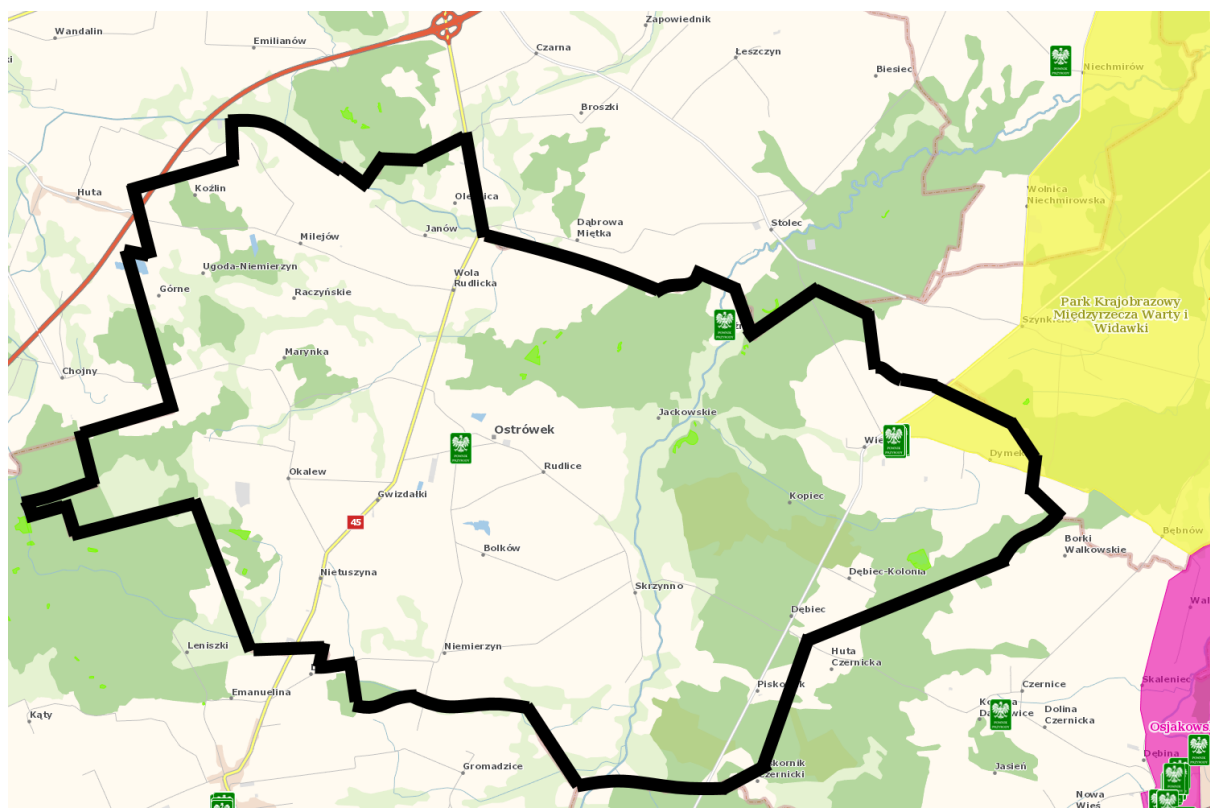 Zapowiednik
Wandalin
Emilianów
Czarna
Łeszczyn
Niechmirów
Biesiec
Broszki
Huta
Koźlin
Wolnica
Niechmirowska
Stolec
Dąbrowa
Miętka
Janów
Milejów
Ugoda-Niemierzyn
Wola
Rudlicka
Górne
Raczyńskie
Park Krajobrazowy
Międzyrzecza Warty i
Widawki
Marynka
Chojny
Jackowskie
Ostrówek
Okalew
Rudlice
Gwizdałki
Kopiec
45
Bębnów
Borki
Walkowskie
Bolków
Nietuszyna
Dębiec-Kolonia
Skrzynno
Dębiec
Leniszki
Niemierzyn
Huta
Czernicka
Skaleniec
Emanuelina
Czernice
Kąty
Dolina
Czernicka
Dębina
Gromadzice
Jasień
Nowa
Wieś